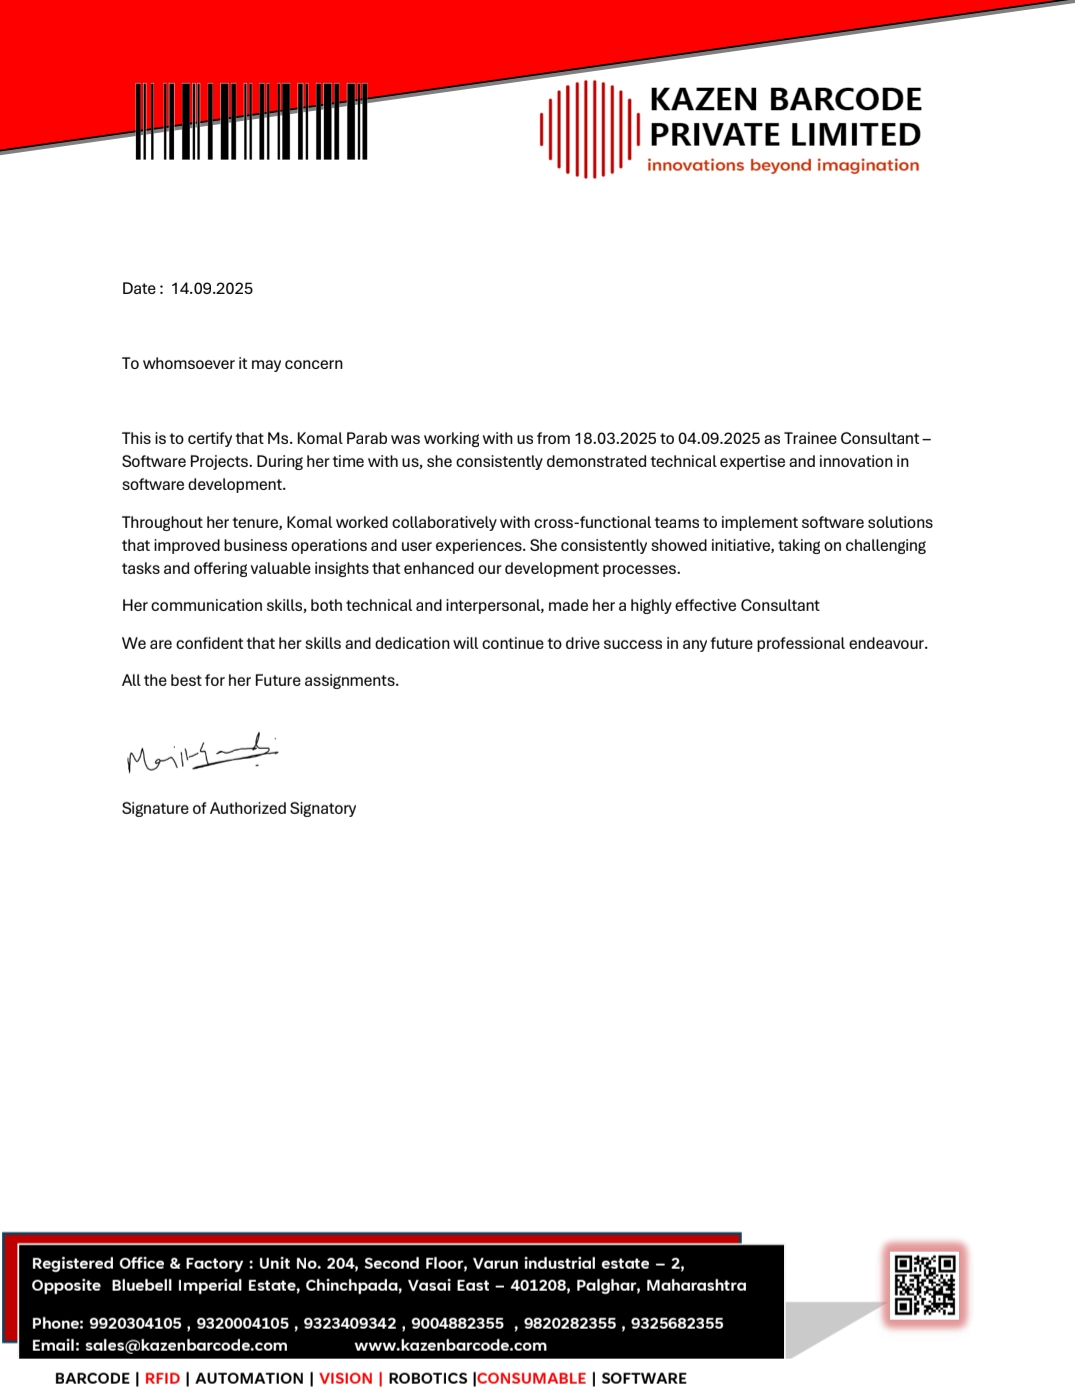 KAZEN BARCODE
PRIVATE LIMITED
innovations beyond imagination
Date : 14.09.2025
To whomsoever it may concern
This is to certify that Ms. Komal Parab was working with us from 18.03.2025 to 04.09.2025 as Trainee Consultant –
Software Projects. During her time with us, she consistently demonstrated technical expertise and innovation in
software development.
Throughout her tenure, Komal worked collaboratively with cross-functional teams to implement software solutions
that improved business operations and user experiences. She consistently showed initiative, taking on challenging
tasks and offering valuable insights that enhanced our development processes.
Her communication skills, both technical and interpersonal, made her a highly effective Consultant
We are confident that her skills and dedication will continue to drive success in any future professional endeavour.
All the best for her Future assignments.
Signature of Authorized Signatory
Registered Office & Factory : Unit No. 204, Second Floor, Varun industrial estate – 2,
Opposite Bluebell Imperial Estate, Chinchpada, Vasai East – 401208, Palghar, Maharashtra
Phone: 9920304105 , 9320004105 , 9323409342 , 9004882355 , 9820282355 , 9325682355
Email: sales@kazenbarcode.com www.kazenbarcode.com
BARCODE | RFID | AUTOMATION | VISION | ROBOTICS |CONSUMABLE | SOFTWARE